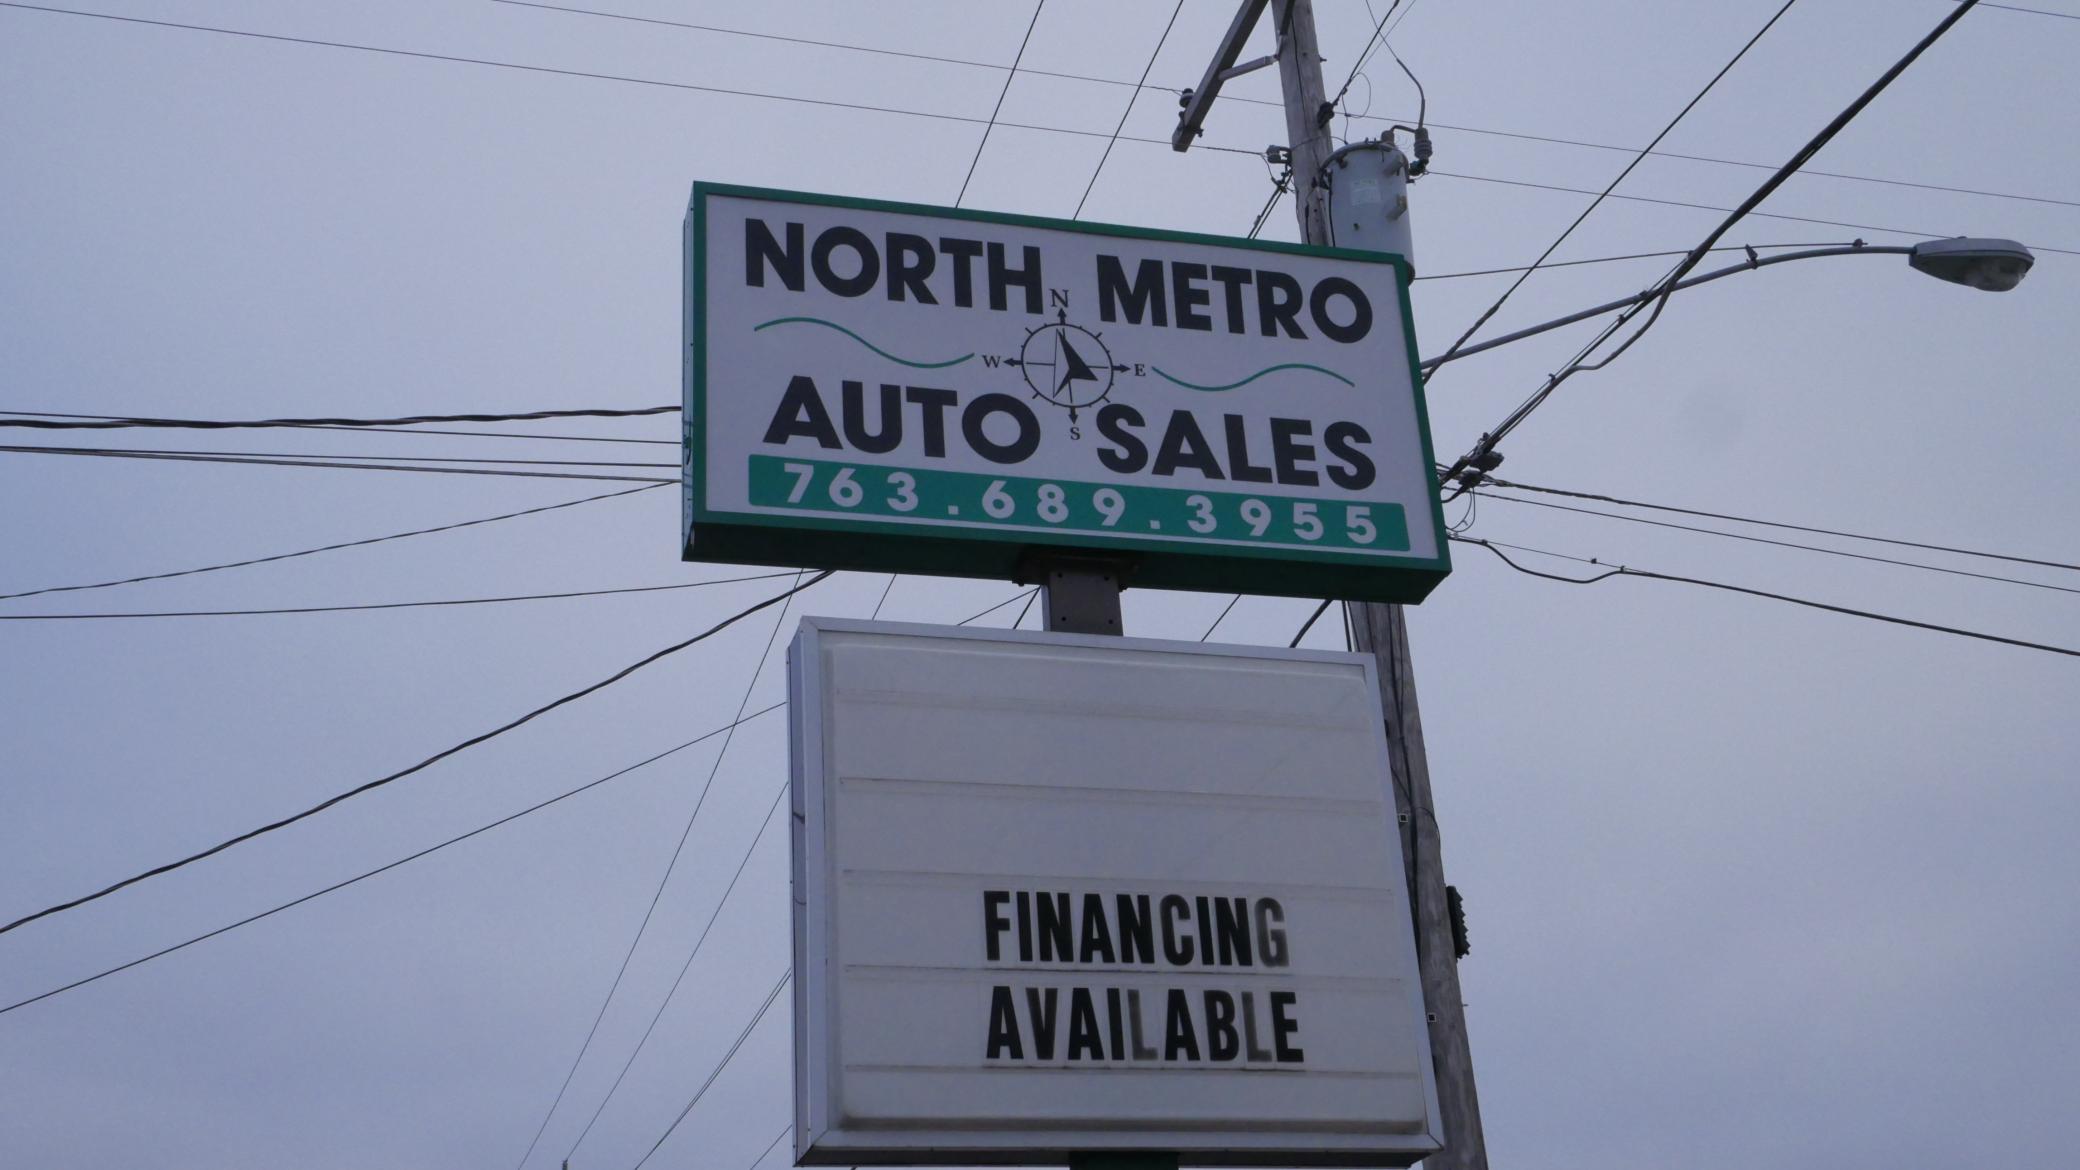 NORTH METRO
N
W E
S
AUTO SALES
763.689.3955
FINANCING
AVAILABLE